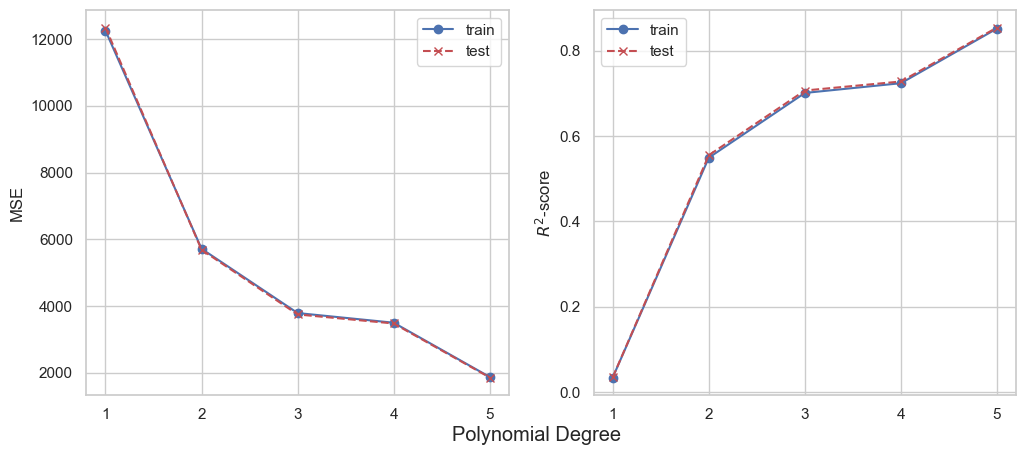 12000
10000
8000
6000
4000
2000
MSE
1 2 3 4 5
train
test
0.8
0.6
0.4
0.2
0.0
R²-score
1 2 3 4 5
train
test
Polynomial Degree